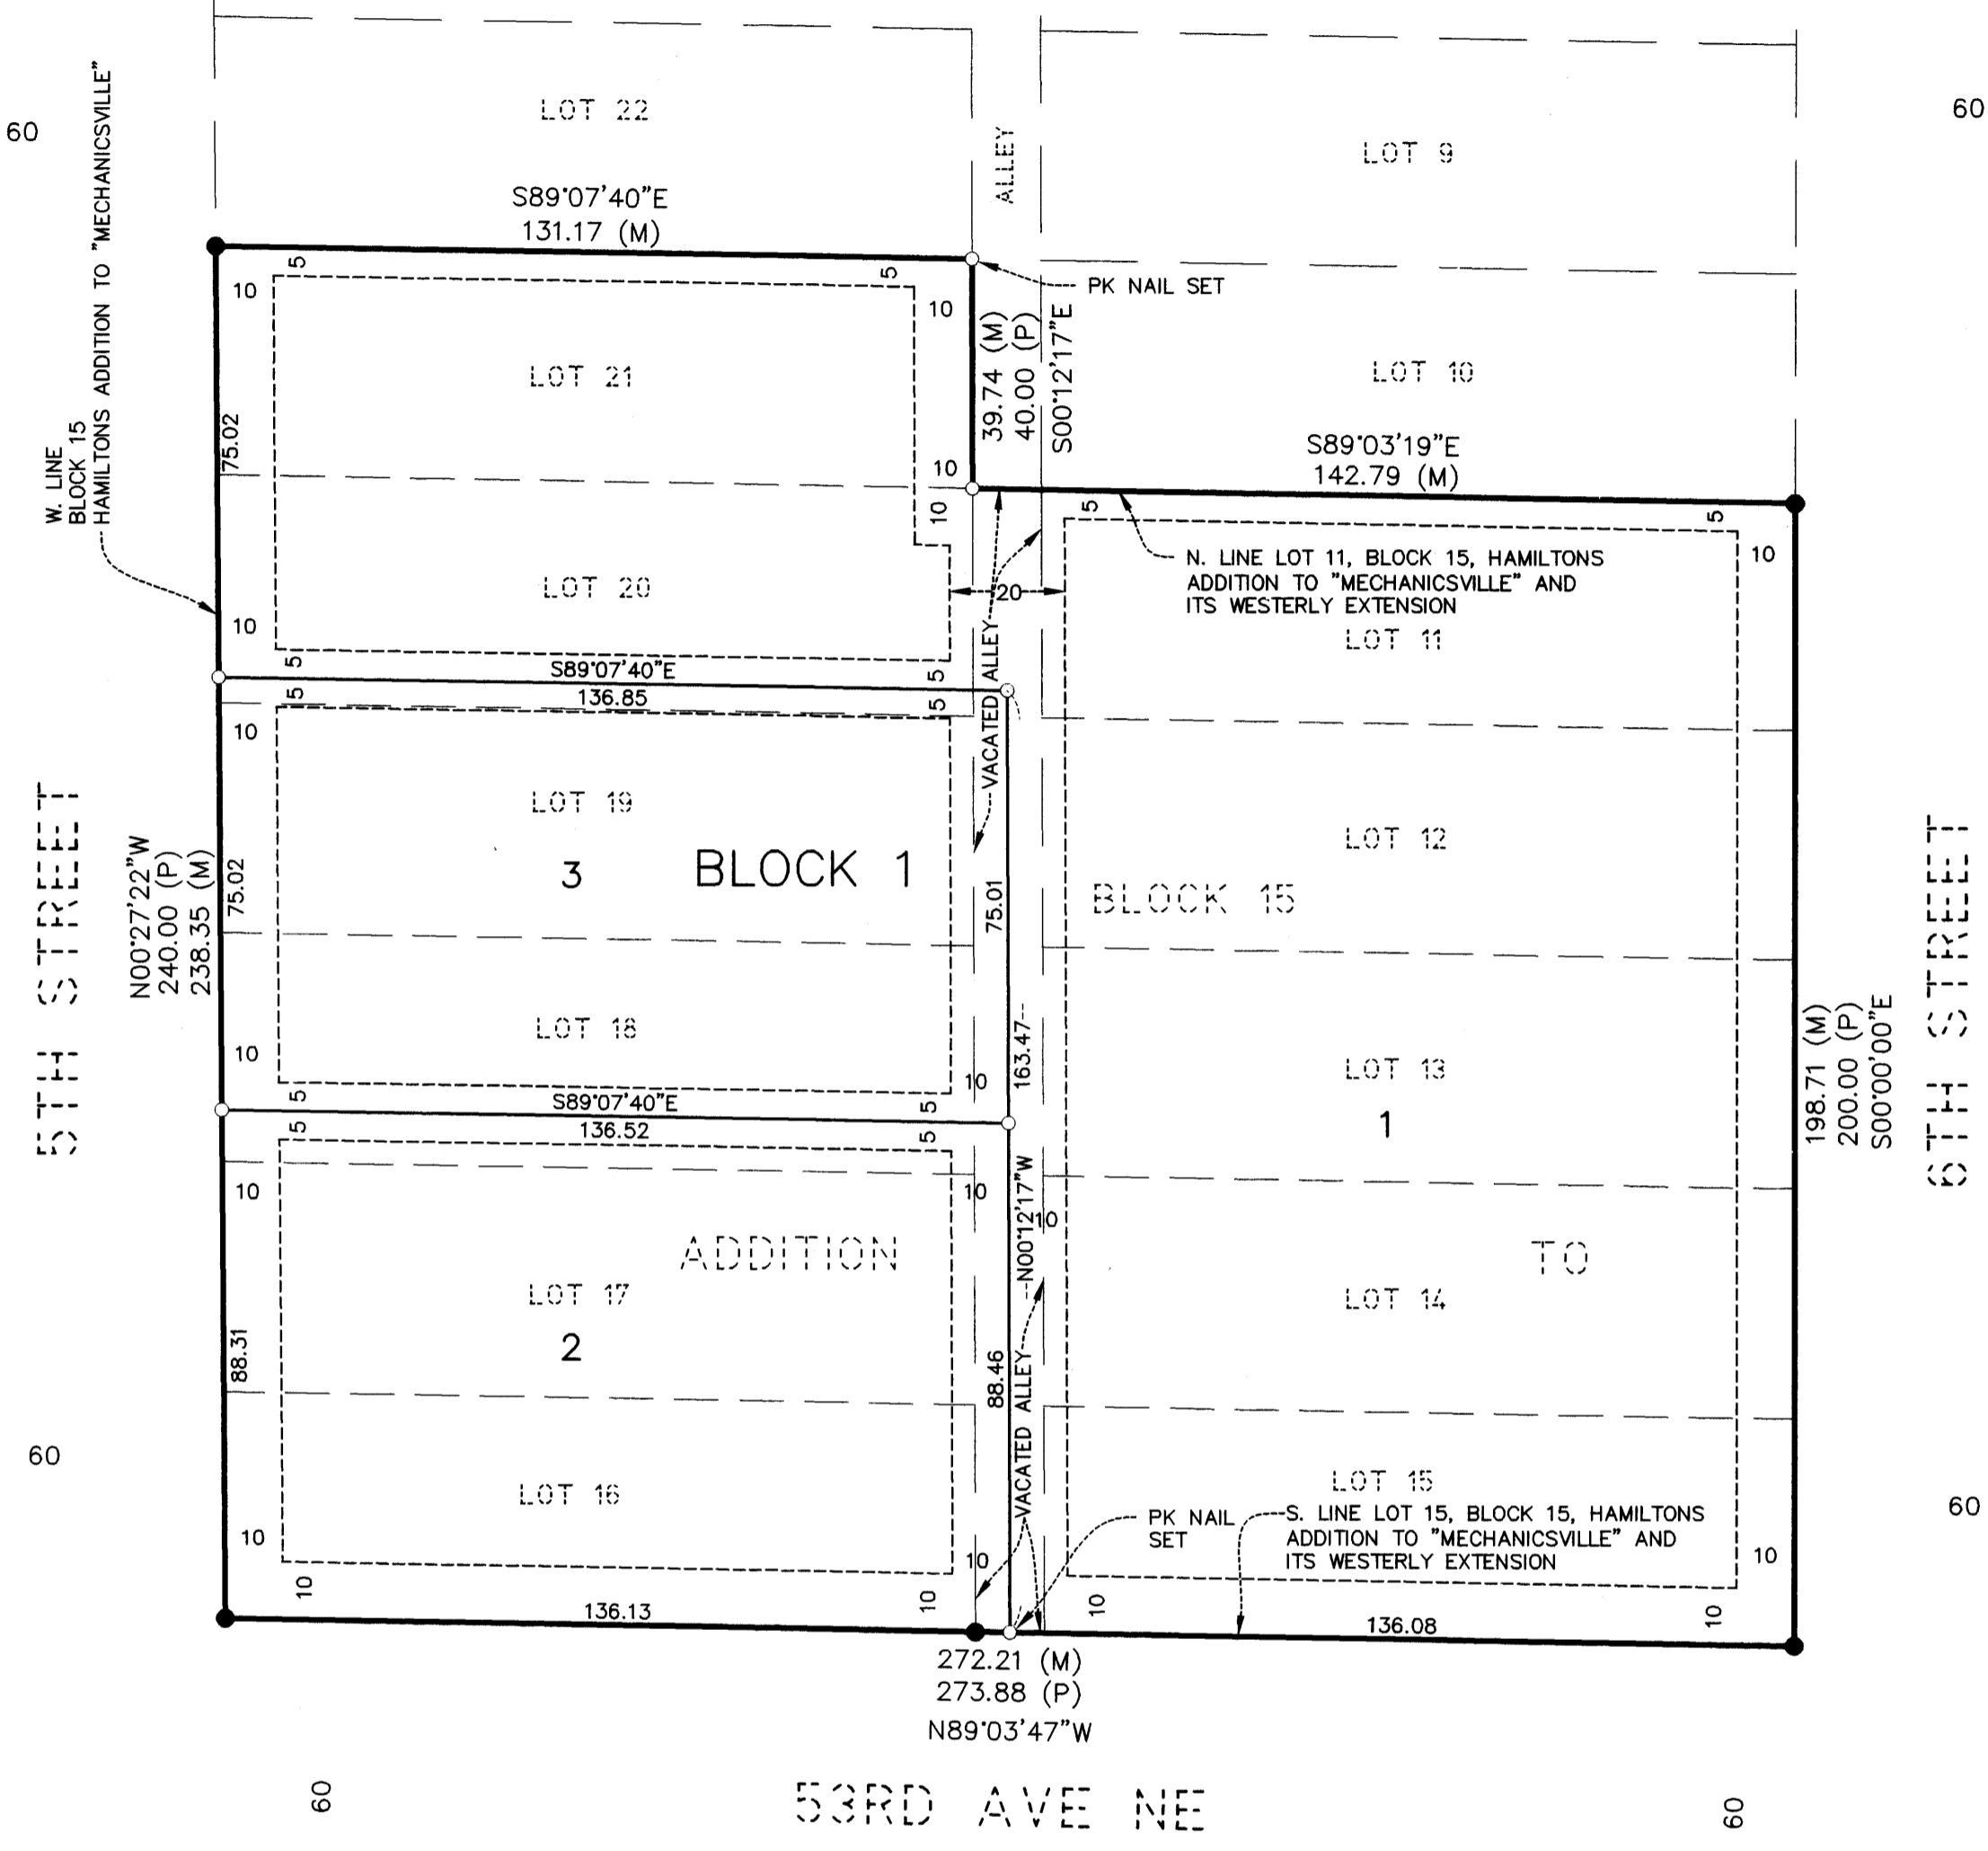 60
60
LOT 22
ALLEY
LOT 9
W. LINE
BLOCK 15
HAMILTONS ADDITION TO "MECHANICSVILLE"
S89°07'40"E
131.17 (M)
5
5
10
10
PK NAIL SET
39.74 (M)
40.00 (P)
S00°12'17"E
LOT 21
LOT 10
75.02
S89°03'19"E
142.79 (M)
10
10
5
5
10
N. LINE LOT 11, BLOCK 15, HAMILTONS
ADDITION TO "MECHANICSVILLE" AND
ITS WESTERLY EXTENSION
LOT 20
20
10
LOT 11
VACATED ALLEY
5
S89°07'40"E
5
5
136.85
5
10
5TH STREET
N00°27'22"W
240.00 (P)
238.35 (M)
75.02
LOT 19
3
BLOCK 1
75.01
LOT 12
BLOCK 15
6TH STREET
198.71 (M)
200.00 (P)
S00°00'00"E
LOT 18
10
10
163.47
LOT 13
1
5
S89°07'40"E
5
5
136.52
5
10
10
N00°12'17"W
10
ADDITION
TO
LOT 17
2
LOT 14
88.31
88.46
VACATED ALLEY
60
LOT 16
LOT 15
60
PK NAIL
SET
S. LINE LOT 15, BLOCK 15, HAMILTONS
ADDITION TO "MECHANICSVILLE" AND
ITS WESTERLY EXTENSION
10
10
10
10
10
10
10
136.13
136.08
272.21 (M)
273.88 (P)
N89°03'47"W
60
53RD AVE NE
60